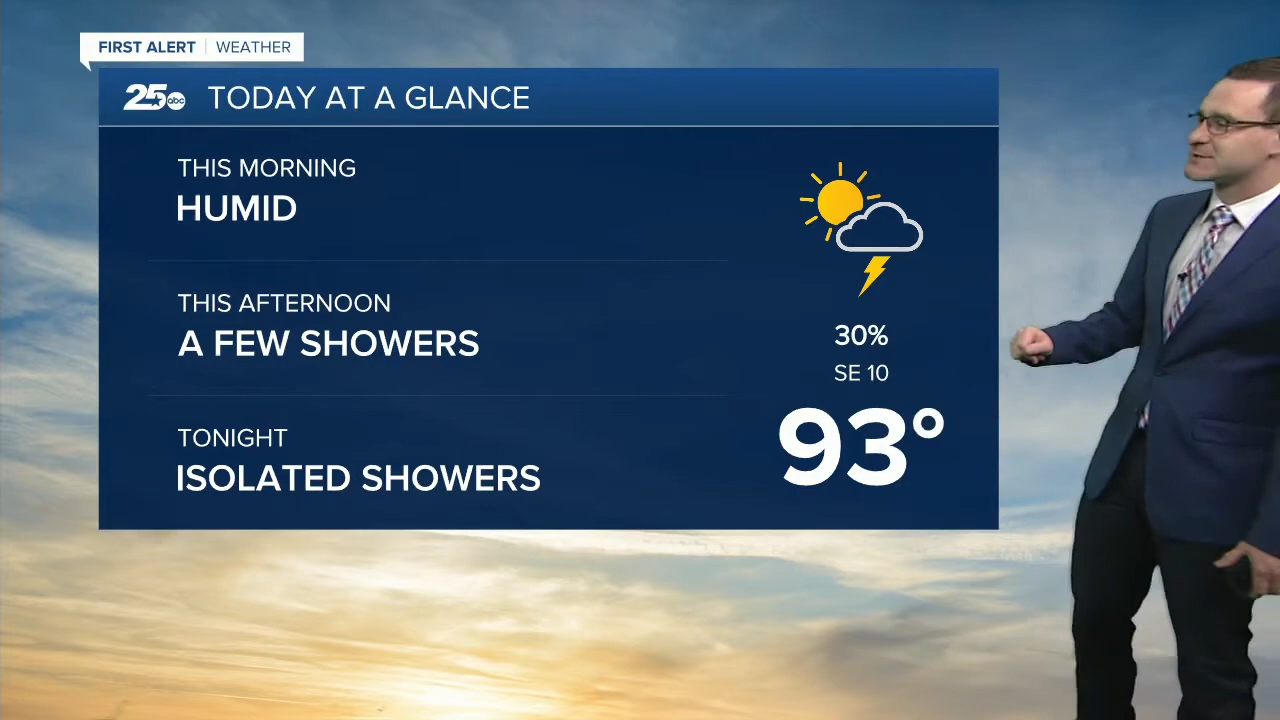 FIRST ALERT | WEATHER
25 abc TODAY AT A GLANCE
THIS MORNING
HUMID
THIS AFTERNOON
A FEW SHOWERS
TONIGHT
ISOLATED SHOWERS
30%
SE 10
93°